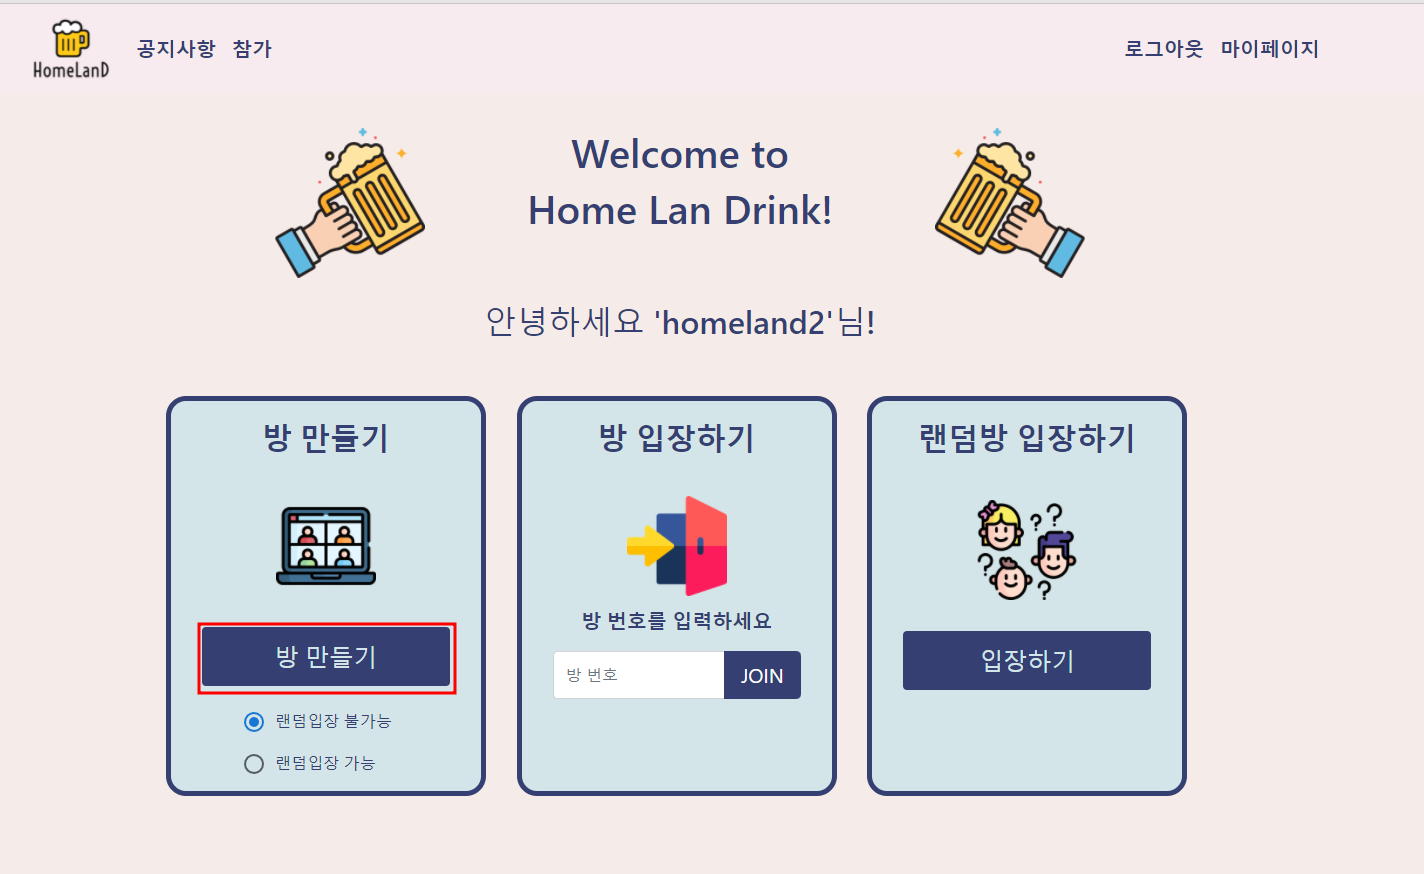 HomeLanD
공지사항 참가
로그아웃 마이페이지
Welcome to
Home Lan Drink!
안녕하세요 'homeland2'님!
방 만들기
방 만들기
랜덤입장 불가능
랜덤입장 가능
방 입장하기
방 번호를 입력하세요
방 번호 JOIN
랜덤방 입장하기
입장하기